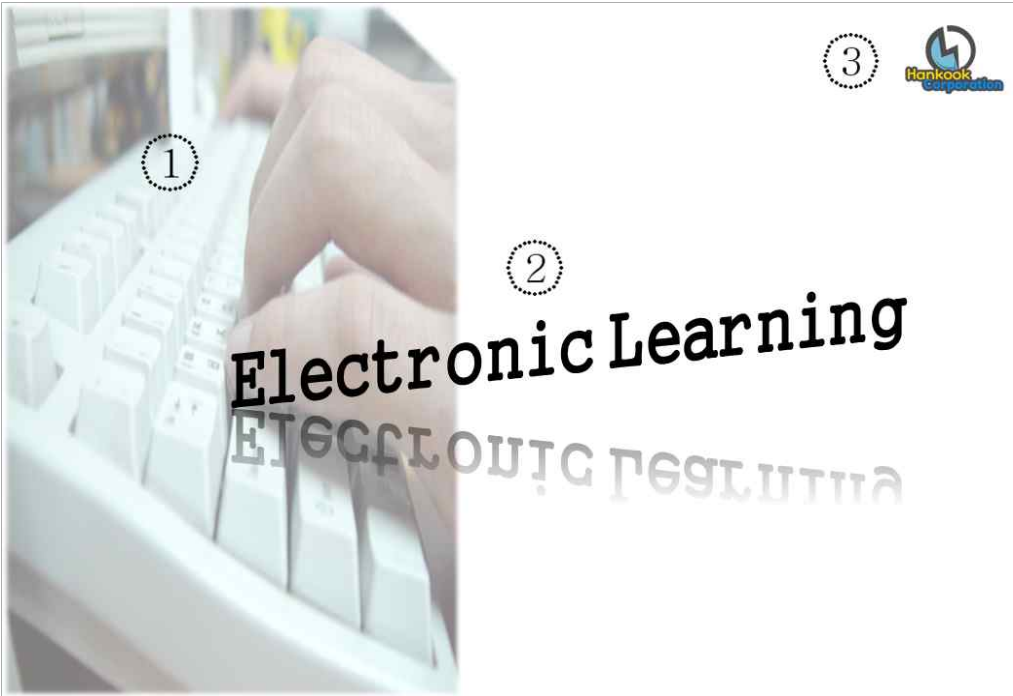 ③
Hankook
Corporation
①
②
Electronic Learning